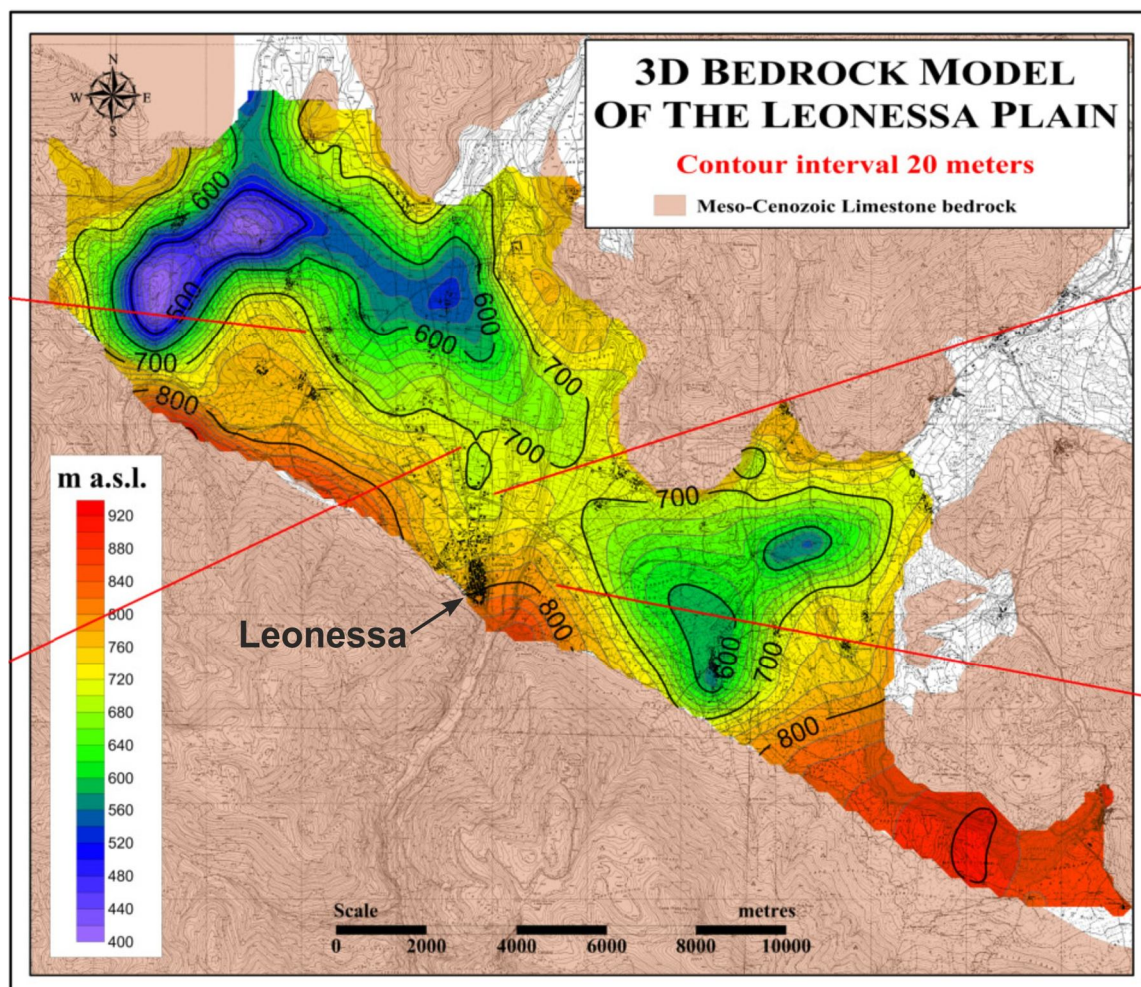 3D BEDROCK MODEL
OF THE LEONESSA PLAIN
Contour interval 20 meters
Meso-Cenozoic Limestone bedrock
N
W E
S
600
500
600
600
700
700
800
700
700
800
600
700
800
Leonessa
m a.s.l.
920
880
840
800
760
720
680
640
600
560
520
480
440
400
Scale metres
0 2000 4000 6000 8000 10000